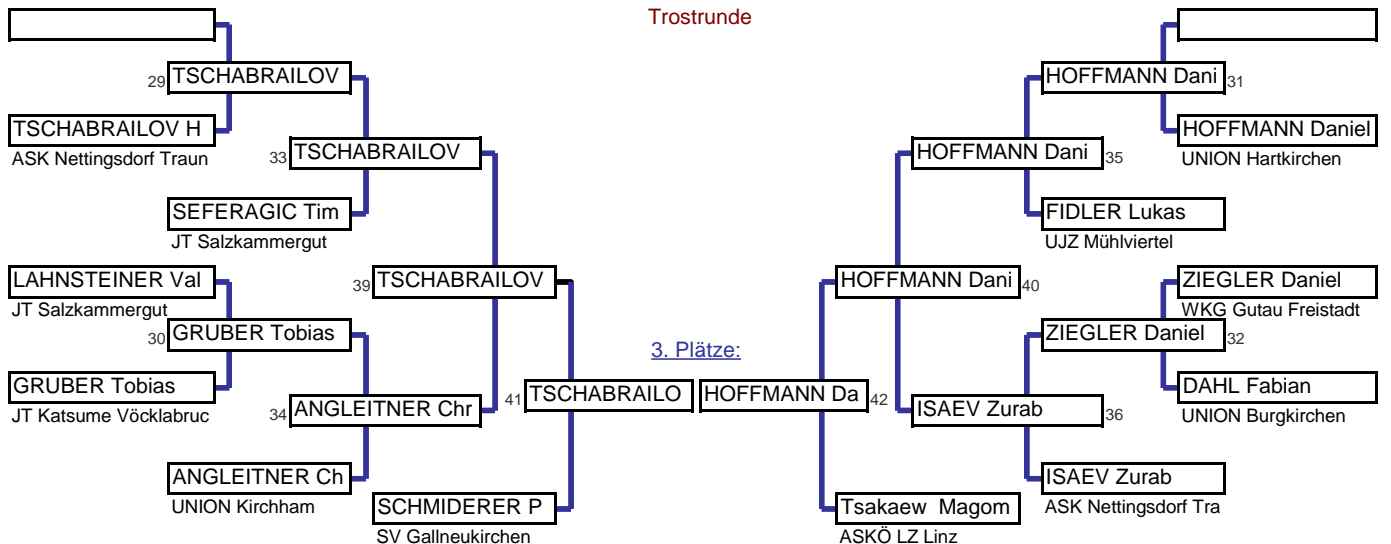 Trostrunde
29 TSCHABRAILOV
HOFFMANN Dani 31
TSCHABRAILOV H
ASK Nettingsdorf Traun
HOFFMANN Daniel
UNION Hartkirchen
33 TSCHABRAILOV
HOFFMANN Dani 35
SEFERAGIC Tim
JT Salzkammergut
FIDLER Lukas
UJZ Mühlviertel
LAHNSTEINER Val
JT Salzkammergut
39 TSCHABRAILOV
HOFFMANN Dani 40
ZIEGLER Daniel
WKG Gutau Freistadt
30 GRUBER Tobias
ZIEGLER Daniel 32
3. Plätze:
GRUBER Tobias
JT Katsume Vöcklabruc
41 TSCHABRAILO
HOFFMANN Da 42
DAHL Fabian
UNION Burgkirchen
34 ANGLEITNER Chr
ISAEV Zurab 36
ANGLEITNER Ch
UNION Kirchham
ISAEV Zurab
ASK Nettingsdorf Tra
SCHMIDERER P
SV Gallneukirchen
Tsakaew Magom
ASKÖ LZ Linz